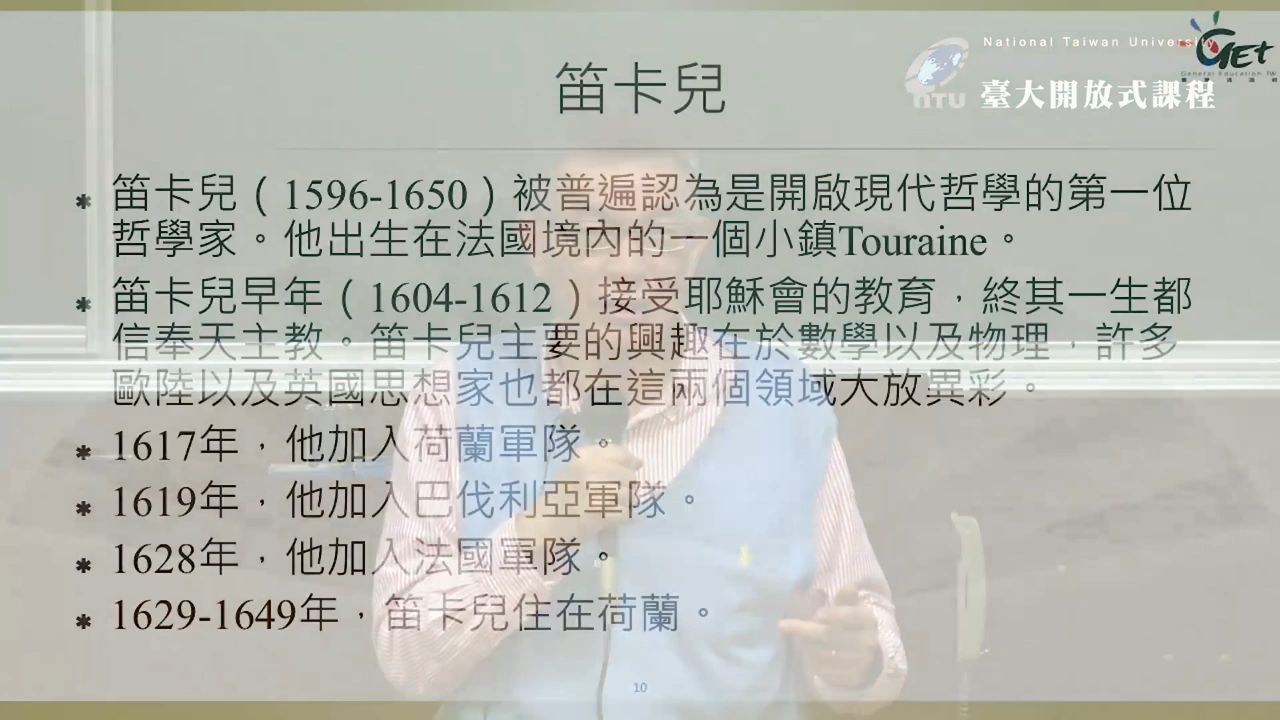 National Taiwan University
GEt
General Education TW
NTU
臺大開放式課程
笛卡兒
* 笛卡兒（1596-1650）被普遍認為是開啟現代哲學的第一位
哲學家。他出生在法國境內的一個小鎮Touraine。
* 笛卡兒早年（1604-1612）接受耶穌會的教育，終其一生都
信奉天主教。笛卡兒主要的興趣在於數學以及物理，許多
歐陸以及英國思想家也都在這兩個領域大放異彩。
* 1617年，他加入荷蘭軍隊。
* 1619年，他加入巴伐利亞軍隊。
* 1628年，他加入法國軍隊。
* 1629-1649年，笛卡兒住在荷蘭。
10